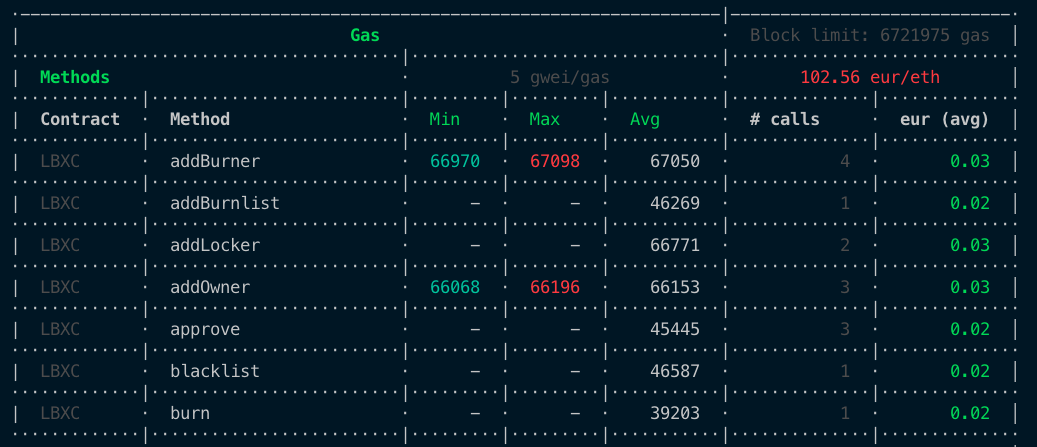 Gas Block limit: 6721975 gas
Methods 5 gwei/gas 102.56 eur/eth
Contract Method Min Max Avg # calls eur (avg)
LBXC addBurner 66970 67098 67050 4 0.03
LBXC addBurnlist - - 46269 1 0.02
LBXC addLocker - - 66771 2 0.03
LBXC addOwner 66068 66196 66153 3 0.03
LBXC approve - - 45445 3 0.02
LBXC blacklist - - 46587 1 0.02
LBXC burn - - 39203 1 0.02